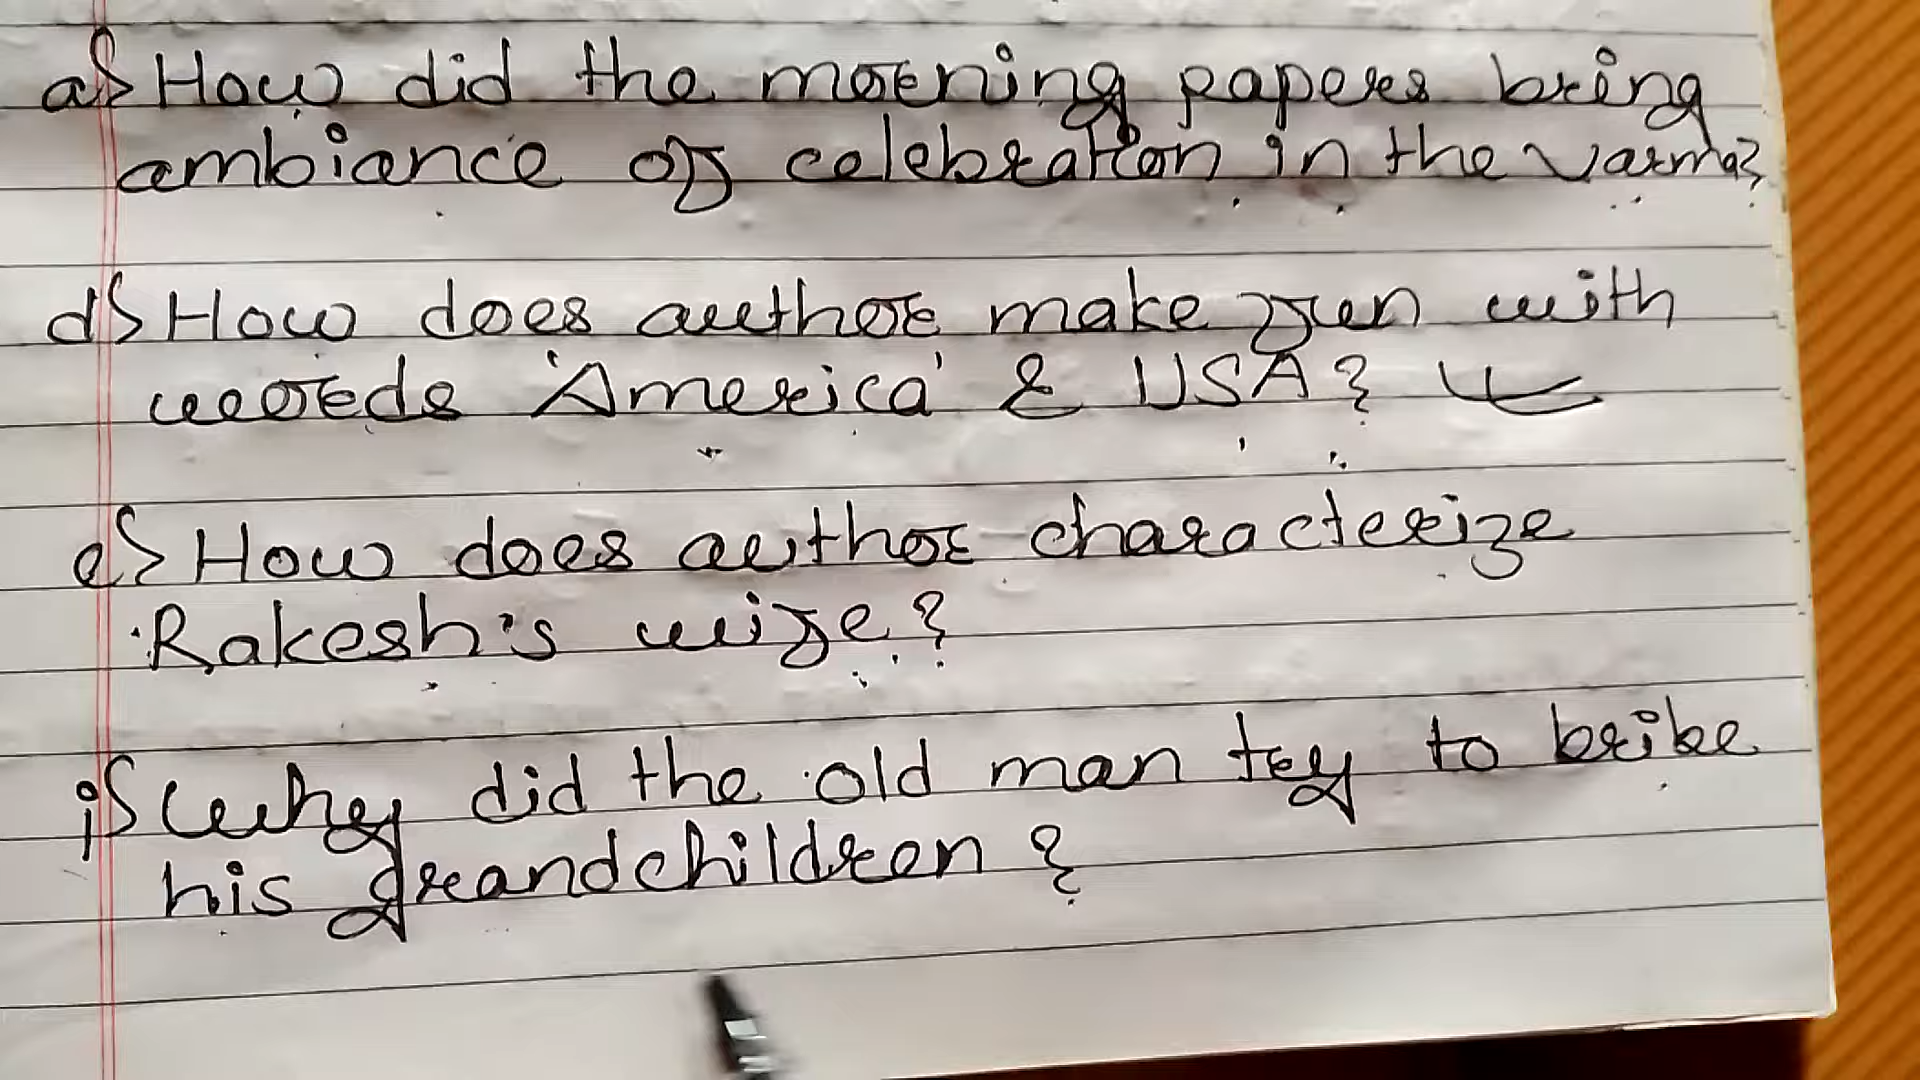 a> How did the morning papers bring
ambiance of celebration in the Varma?
d> How does author make fun with
words 'America' & USA?
e> How does author characterize
Rakesh's wife?
i> Why did the old man try to bribe
his grandchildren?